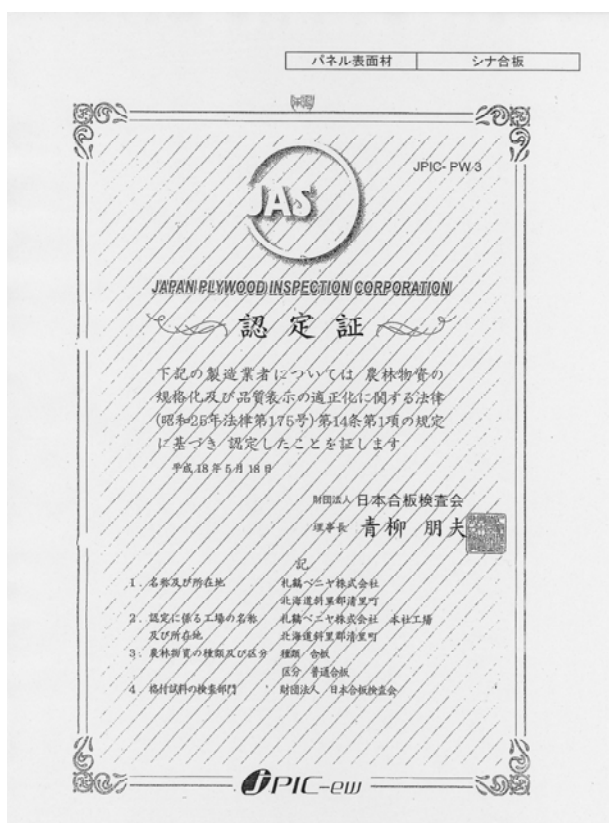 パネル表面材 シナ合板
JPIC-PW 3
JAS
JAPAN PLYWOOD INSPECTION CORPORATION
認定証
下記の製造業者については 農林物資の
規格化及び品質表示の適正化に関する法律
(昭和25年法律第175号)第14条第1項の規定
に基づき 認定したことを証します
平成18年5月18日
財団法人 日本合板検査会
理事長 青柳 朋夫
記
1. 名称及び所在地 札鶴ベニヤ株式会社
北海道斜里郡清里町
2. 認定に係る工場の名称 札鶴ベニヤ株式会社 本社工場
及び所在地 北海道斜里郡清里町
3. 農林物資の種類及び区分 種類 合板
区分 普通合板
4. 格付試料の検査部門 財団法人 日本合板検査会
JPIC-ew